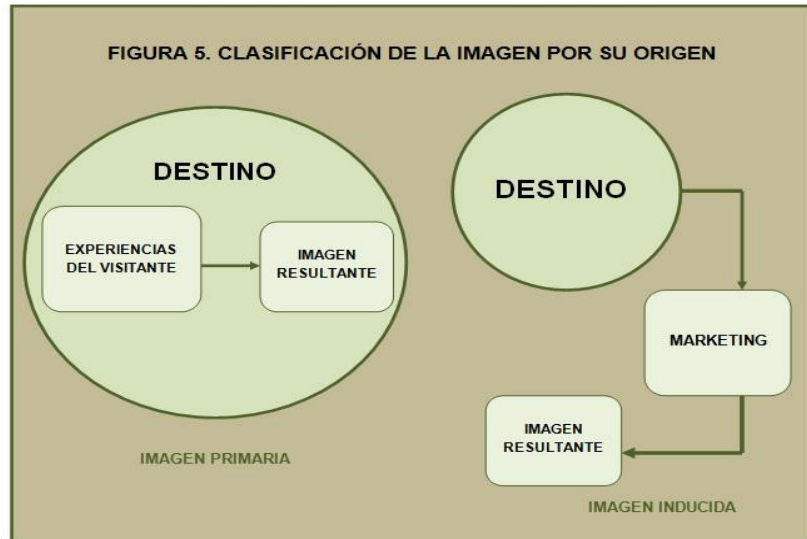 FIGURA 5. CLASIFICACIÓN DE LA IMAGEN POR SU ORIGEN
DESTINO
EXPERIENCIAS
DEL VISITANTE
IMAGEN
RESULTANTE
IMAGEN PRIMARIA
DESTINO
MARKETING
IMAGEN
RESULTANTE
IMAGEN INDUCIDA